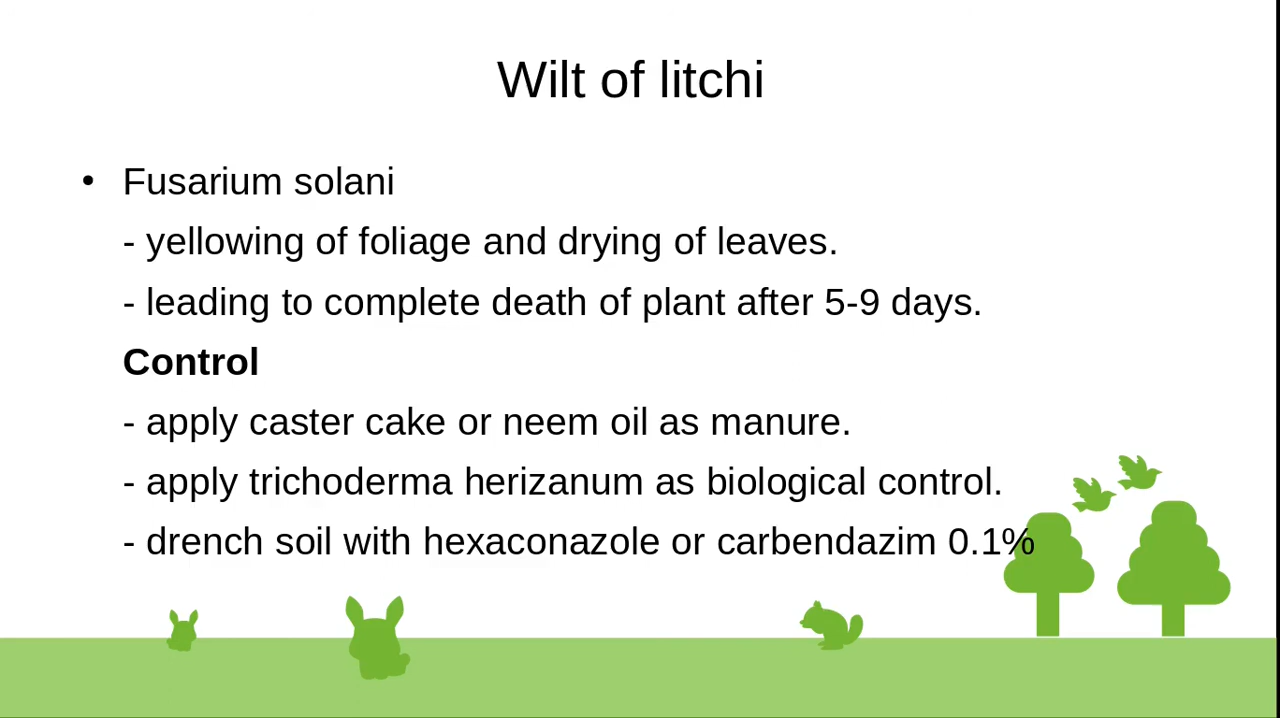 Wilt of litchi
• Fusarium solani
- yellowing of foliage and drying of leaves.
- leading to complete death of plant after 5-9 days.
Control
- apply caster cake or neem oil as manure.
- apply trichoderma herizanum as biological control.
- drench soil with hexaconazole or carbendazim 0.1%